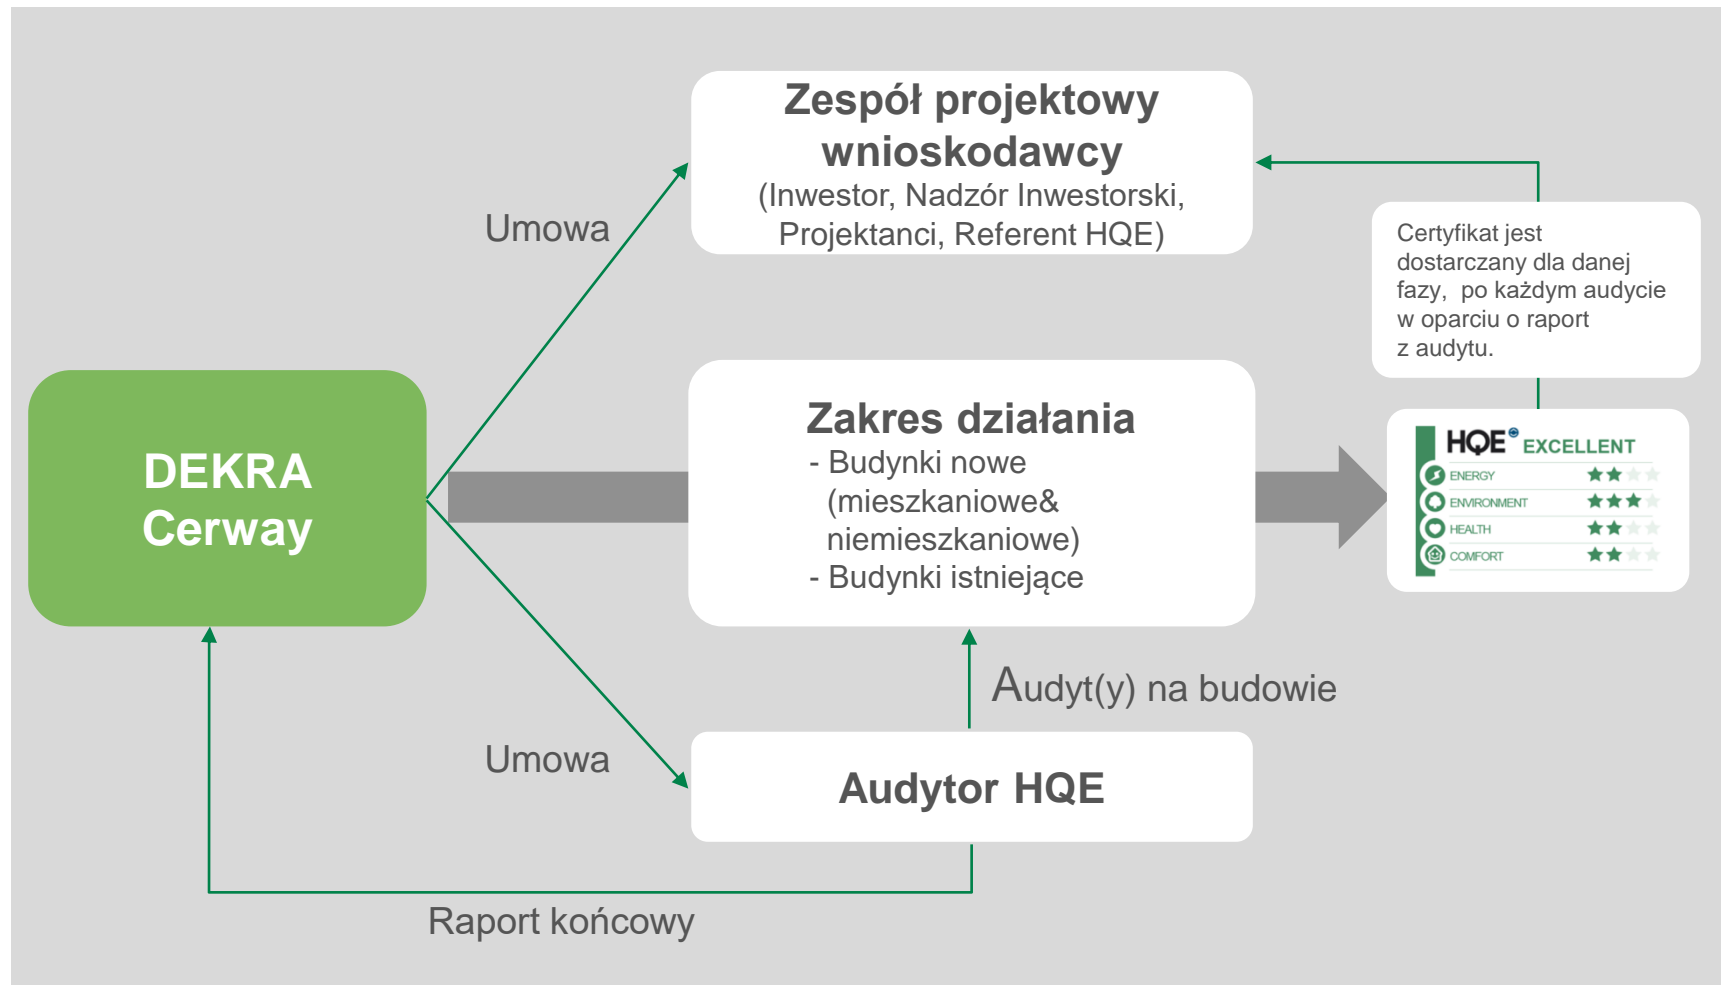 Zespół projektowy
wnioskodawcy
(Inwestor, Nadzór Inwestorski,
Projektanci, Referent HQE)
Umowa
Certyfikat jest
dostarczany dla danej
fazy, po każdym audycie
w oparciu o raport
z audytu.
DEKRA
Cerway
Zakres działania
- Budynki nowe
(mieszkaniowe&
niemieszkaniowe)
- Budynki istniejące
HQE EXCELLENT
ENERGY
ENVIRONMENT
HEALTH
COMFORT
Audyt(y) na budowie
Umowa
Audytor HQE
Raport końcowy